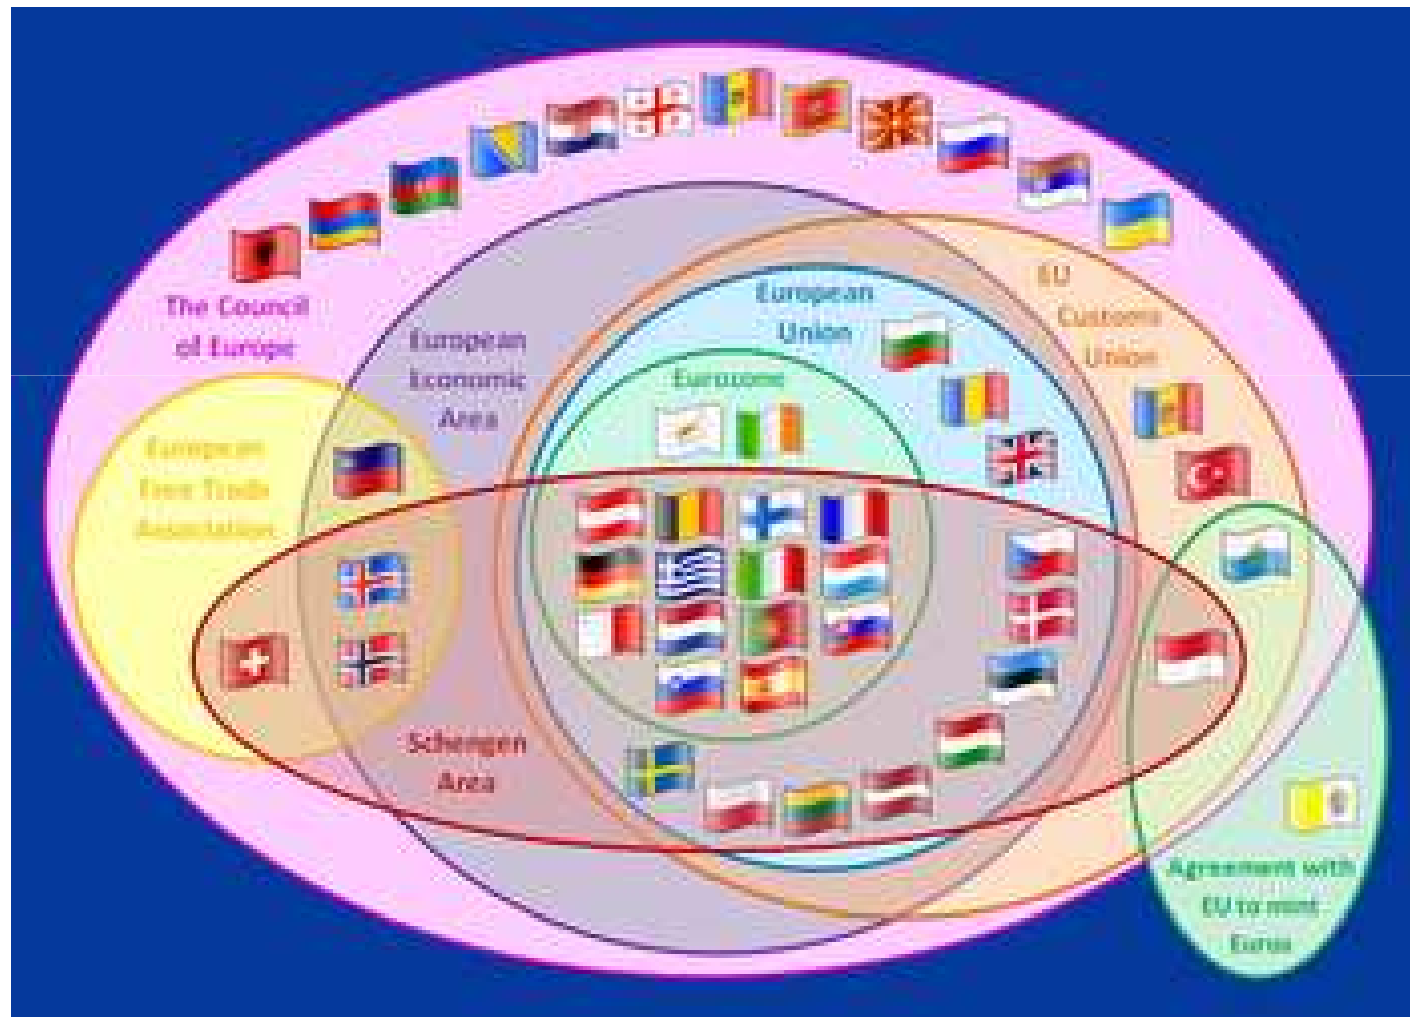 The Council
of Europe
European
Economic
Area
European
Union
EU
Customs
Union
Eurozone
European
Free Trade
Association
Schengen
Area
Agreement with
EU to mint
Euros